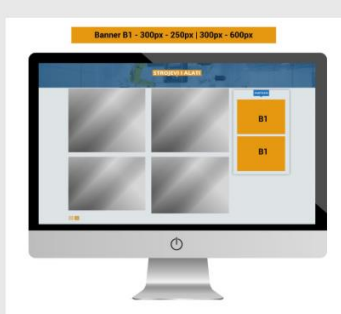 Banner B1 - 300px - 250px | 300px - 600px
STROJEVI I ALATI
B1
B1